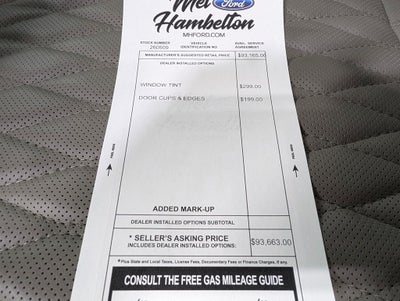 Mel
Ford
Hambelton
MHFORD.COM
STOCK NUMBER VEHICLE IDENTIFICATION NO. AVAIL. SERVICE AGREEMENT
MANUFACTURER'S SUGGESTED RETAIL PRICE $93,165.00
DEALER INSTALLED OPTIONS
WINDOW TINT $299.00
DOOR CUPS & EDGES $199.00
ADDED MARK-UP
DEALER INSTALLED OPTIONS SUBTOTAL
* SELLER'S ASKING PRICE
INCLUDES DEALER INSTALLED OPTIONS: $93,663.00
* Plus State and Local Taxes, License Fees, Documentary Fees or Finance Charges, if any.
CONSULT THE FREE GAS MILEAGE GUIDE